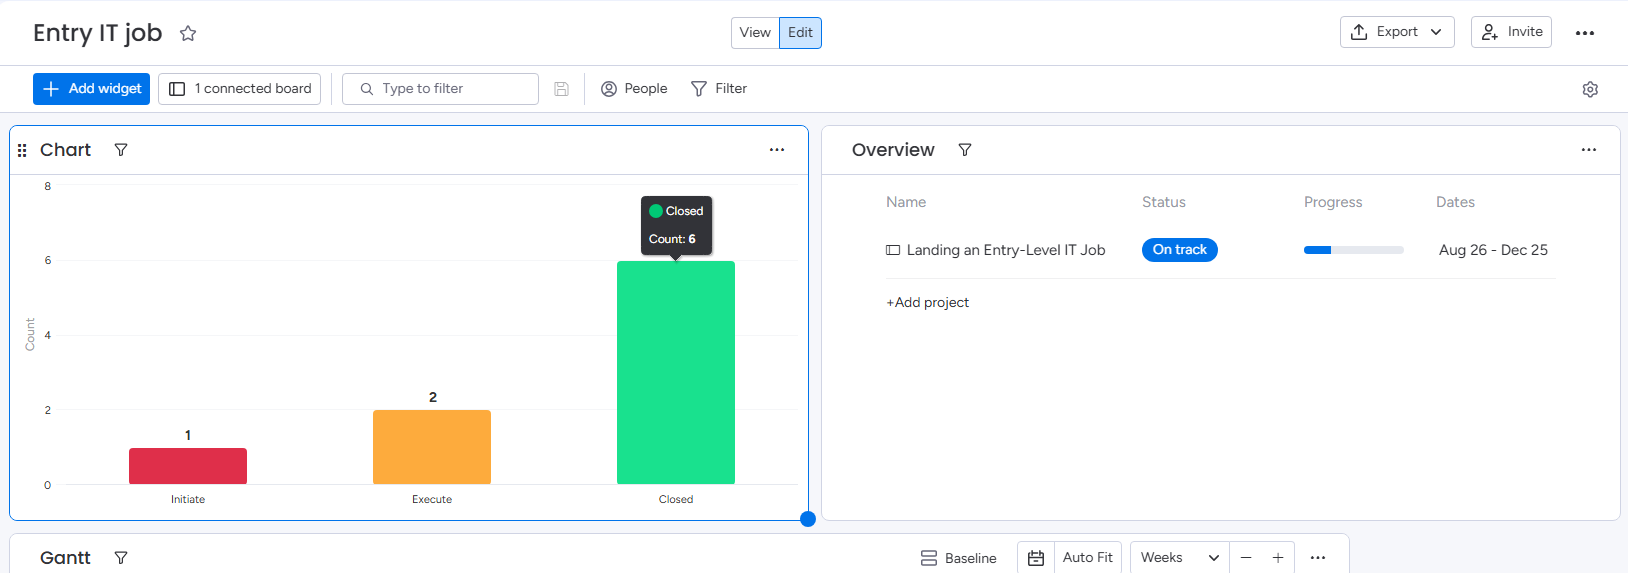 Entry IT job
View Edit
Export
Invite
Add widget
1 connected board
Type to filter
People
Filter
Chart
8
6
4
2
0
Count
Closed
Count: 6
1
2
Initiate
Execute
Closed
Overview
Name Status Progress Dates
Landing an Entry-Level IT Job On track Aug 26 - Dec 25
+Add project
Gantt
Baseline
Auto Fit
Weeks